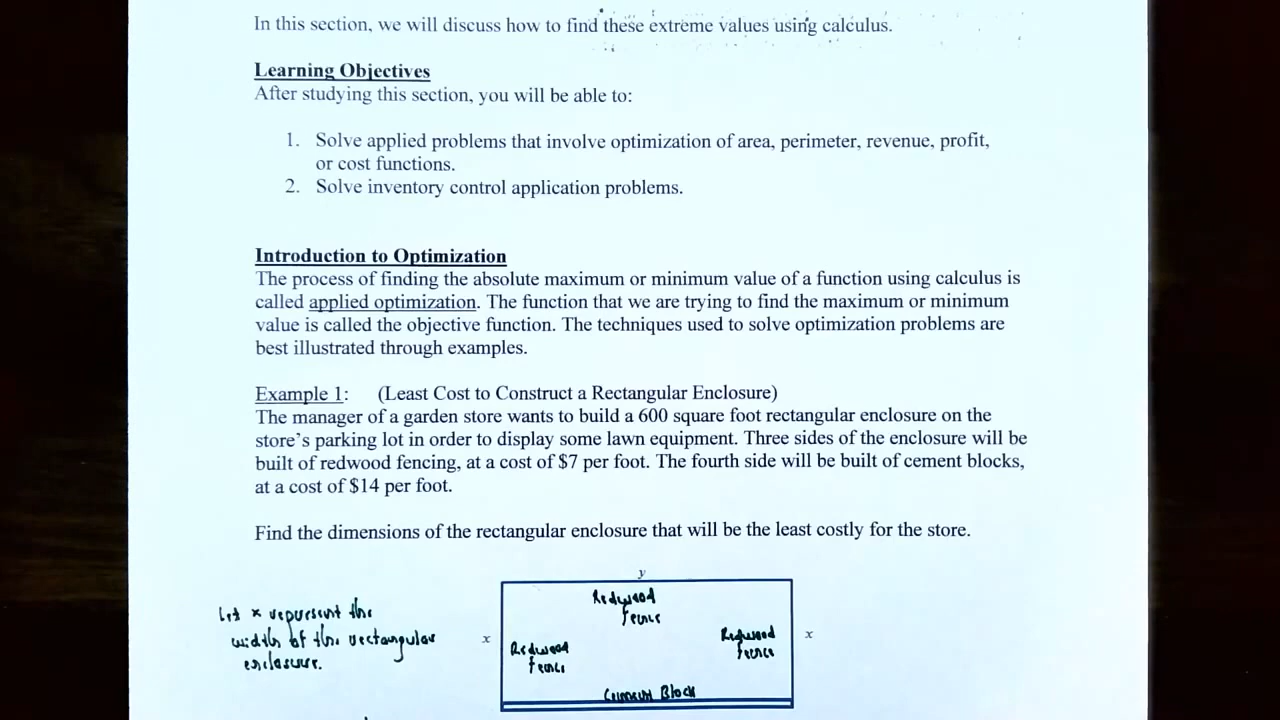 In this section, we will discuss how to find these extreme values using calculus.
Learning Objectives
After studying this section, you will be able to:
1. Solve applied problems that involve optimization of area, perimeter, revenue, profit,
or cost functions.
2. Solve inventory control application problems.
Introduction to Optimization
The process of finding the absolute maximum or minimum value of a function using calculus is
called applied optimization. The function that we are trying to find the maximum or minimum
value is called the objective function. The techniques used to solve optimization problems are
best illustrated through examples.
Example 1: (Least Cost to Construct a Rectangular Enclosure)
The manager of a garden store wants to build a 600 square foot rectangular enclosure on the
store's parking lot in order to display some lawn equipment. Three sides of the enclosure will be
built of redwood fencing, at a cost of $7 per foot. The fourth side will be built of cement blocks,
at a cost of $14 per foot.
Find the dimensions of the rectangular enclosure that will be the least costly for the store.
y
Let x represent the
width of the rectangular
enclosure.
x
Redwood
Fence
Redwood
Fence
Redwood
Fence
x
Cement Block